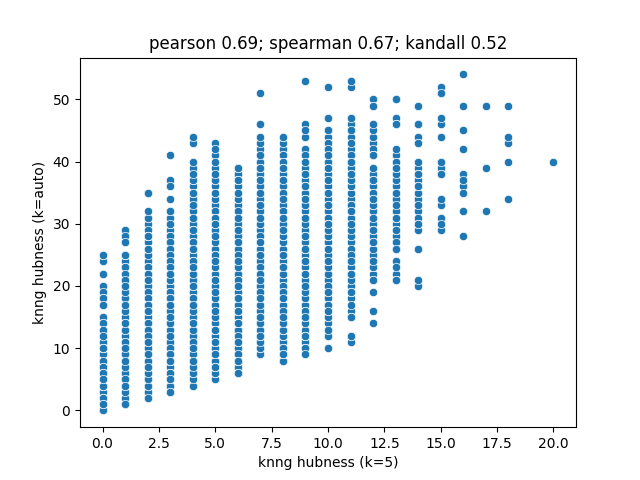 pearson 0.69; spearman 0.67; kandall 0.52
knng hubness (k=auto)
50
40
30
20
10
0
0.0 2.5 5.0 7.5 10.0 12.5 15.0 17.5 20.0
knng hubness (k=5)